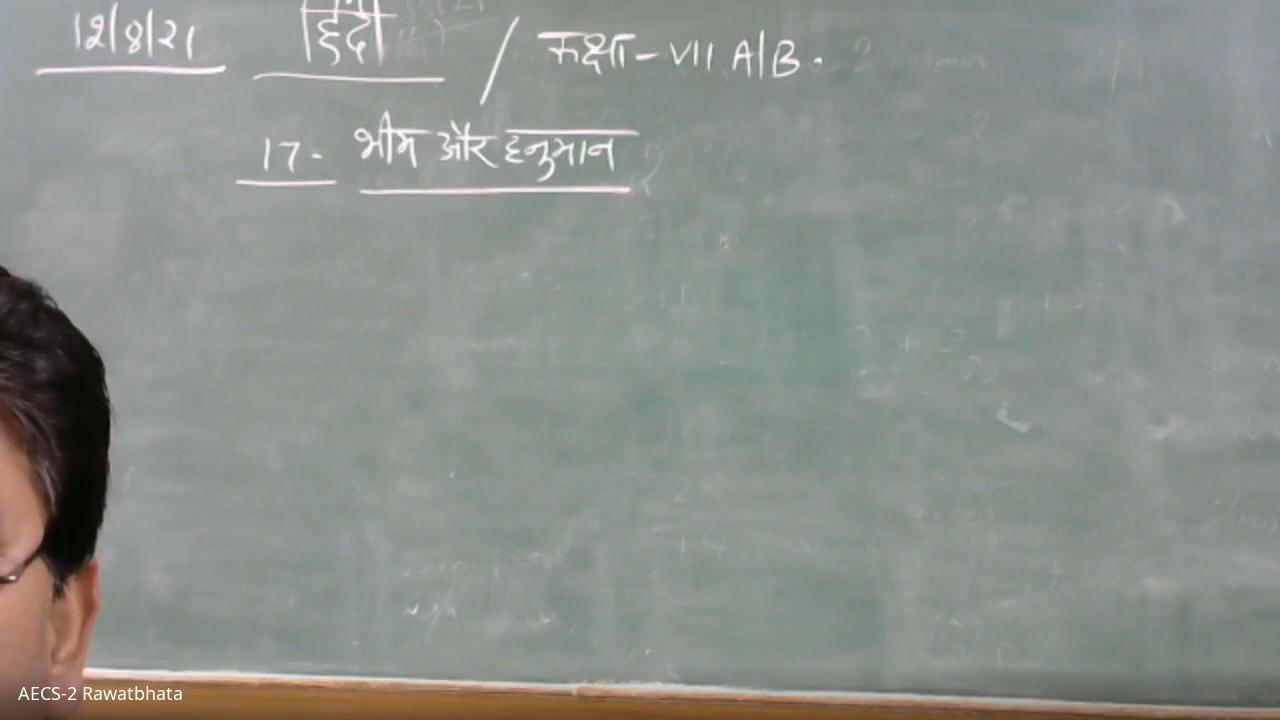 12/8/21 हिंदी / कक्षा - VII A/B.
17- भीम और हनुमान
AECS-2 Rawatbhata